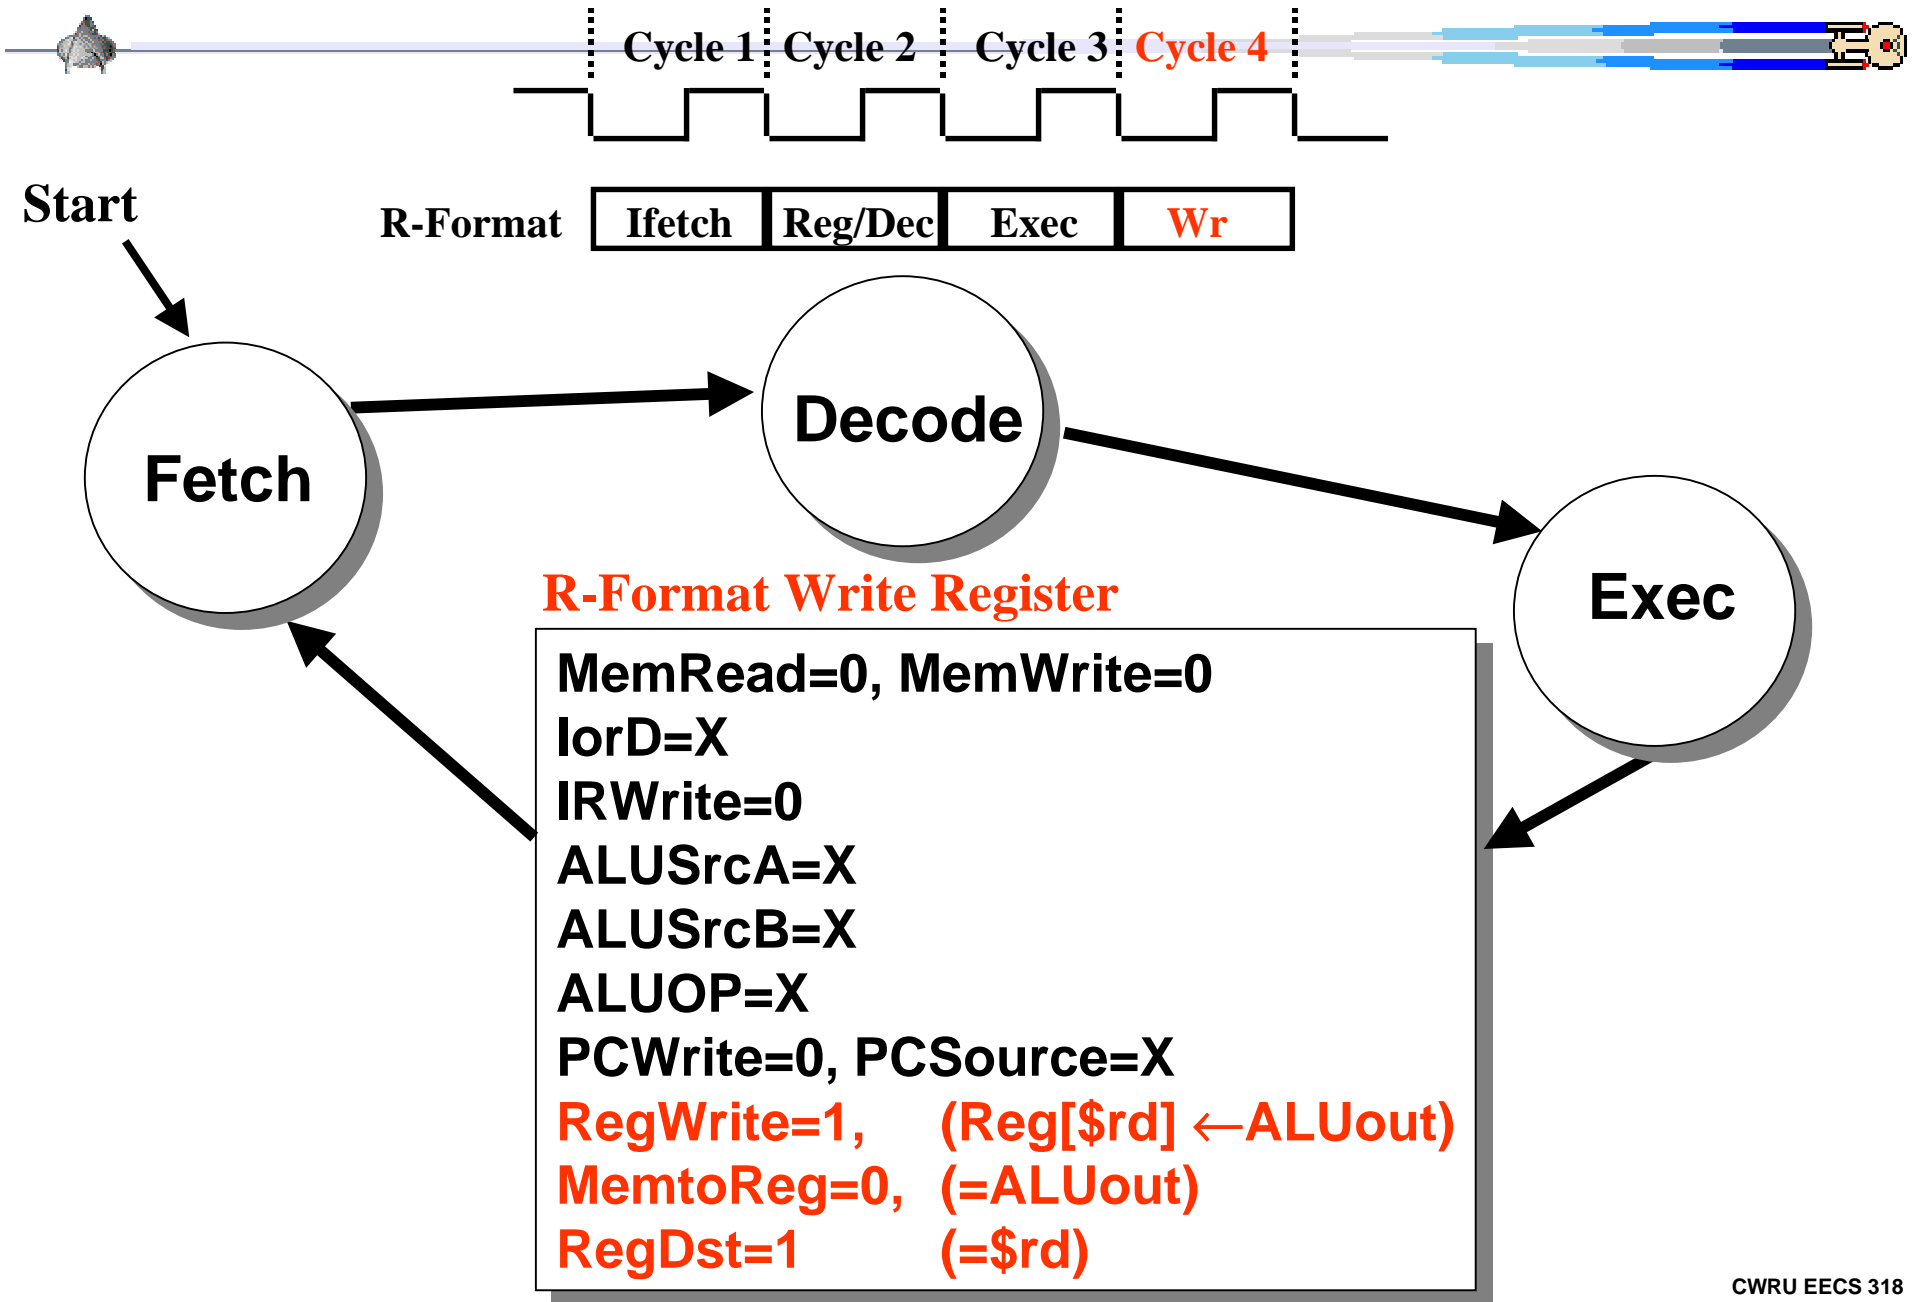 Cycle 1 Cycle 2 Cycle 3 Cycle 4
Start
R-Format Ifetch Reg/Dec Exec Wr
Decode
Fetch
Exec
R-Format Write Register
MemRead=0, MemWrite=0
IorD=X
IRWrite=0
ALUSrcA=X
ALUSrcB=X
ALUOP=X
PCWrite=0, PCSource=X
RegWrite=1, (Reg[$rd] ←ALUout)
MemtoReg=0, (=ALUout)
RegDst=1 (=$rd)
CWRU EECS 318